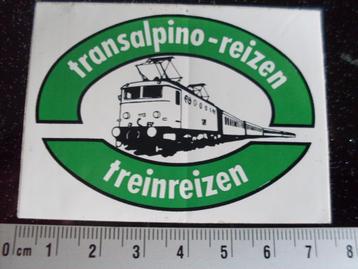 transalpino-reizen
treinreizen
0 cm 1 2 3 4 5 6 7 8